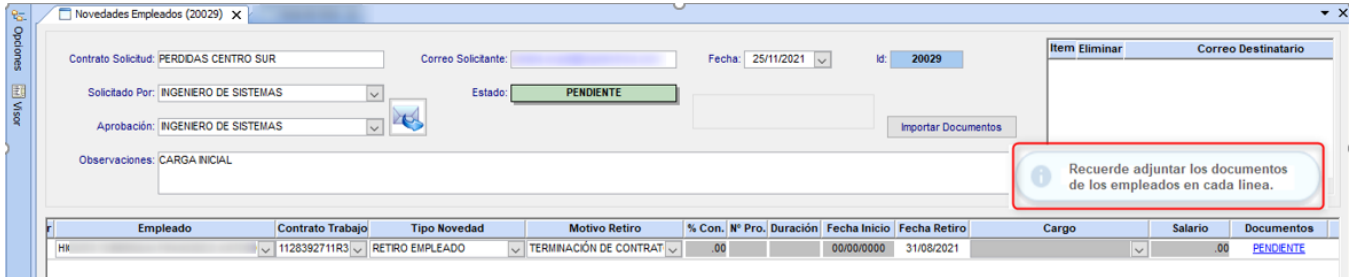 Novedades Empleados (20029) X
Opciones
Visor
Contrato Solicitud: PERDIDAS CENTRO SUR
Correo Solicitante:
Fecha: 25/11/2021
Id: 20029
Item Eliminar Correo Destinatario
Solicitado Por: INGENIERO DE SISTEMAS
Estado: PENDIENTE
Aprobación: INGENIERO DE SISTEMAS
Importar Documentos
Observaciones: CARGA INICIAL
Recuerde adjuntar los documentos
de los empleados en cada linea.
r Empleado Contrato Trabajo Tipo Novedad Motivo Retiro % Con. Nº Pro. Duración Fecha Inicio Fecha Retiro Cargo Salario Documentos
1128392711R3 RETIRO EMPLEADO TERMINACIÓN DE CONTRAT .00 00/00/0000 31/08/2021 .00 PENDIENTE